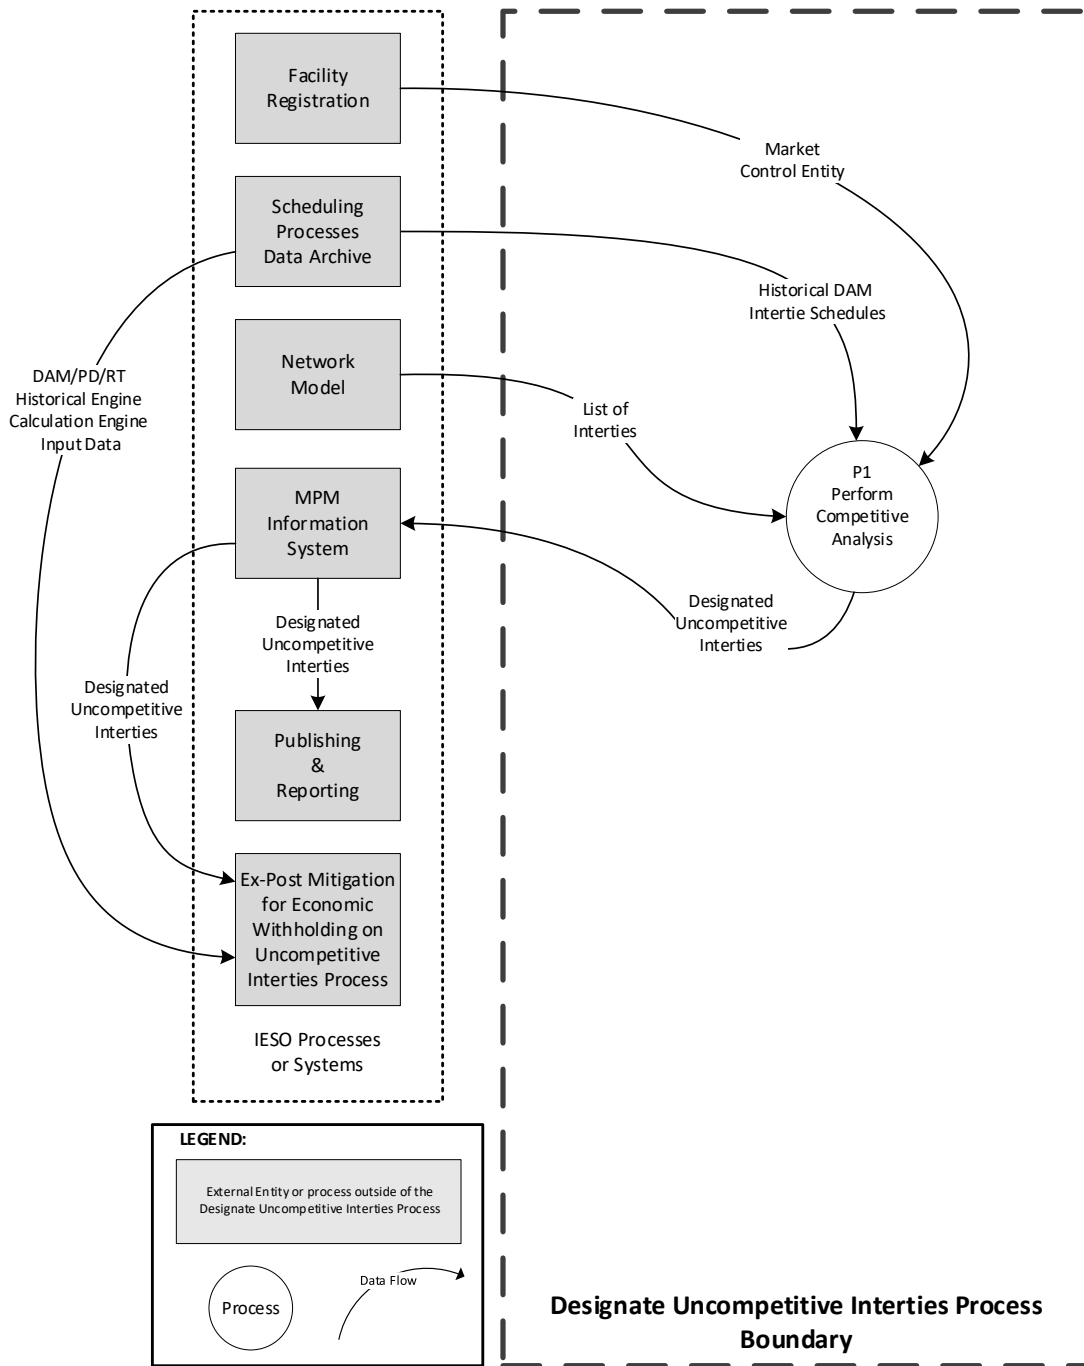 Facility
Registration
Market
Control Entity
Scheduling
Processes
Data Archive
Historical DAM
Intertie Schedules
DAM/PD/RT
Historical Engine
Calculation Engine
Input Data
Network
Model
List of
Interties
P1
Perform
Competitive
Analysis
MPM
Information
System
Designated
Uncompetitive
Interties
Designated
Uncompetitive
Interties
Designated
Uncompetitive
Interties
Publishing
&
Reporting
Ex-Post Mitigation
for Economic
Withholding on
Uncompetitive
Interties Process
IESO Processes
or Systems
LEGEND:
External Entity or process outside of the
Designate Uncompetitive Interties Process
Process
Data Flow
Designate Uncompetitive Interties Process
Boundary